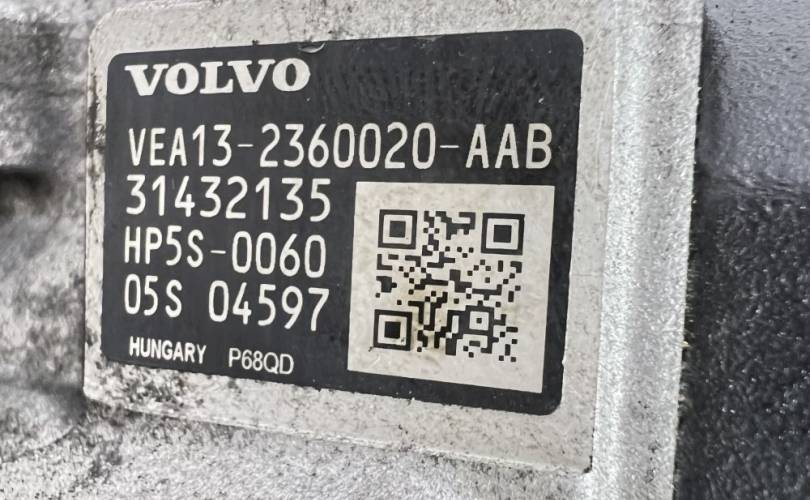 VOLVO
VEA13-2360020-AAB
31432135
HP5S-0060
05S 04597
HUNGARY P68QD